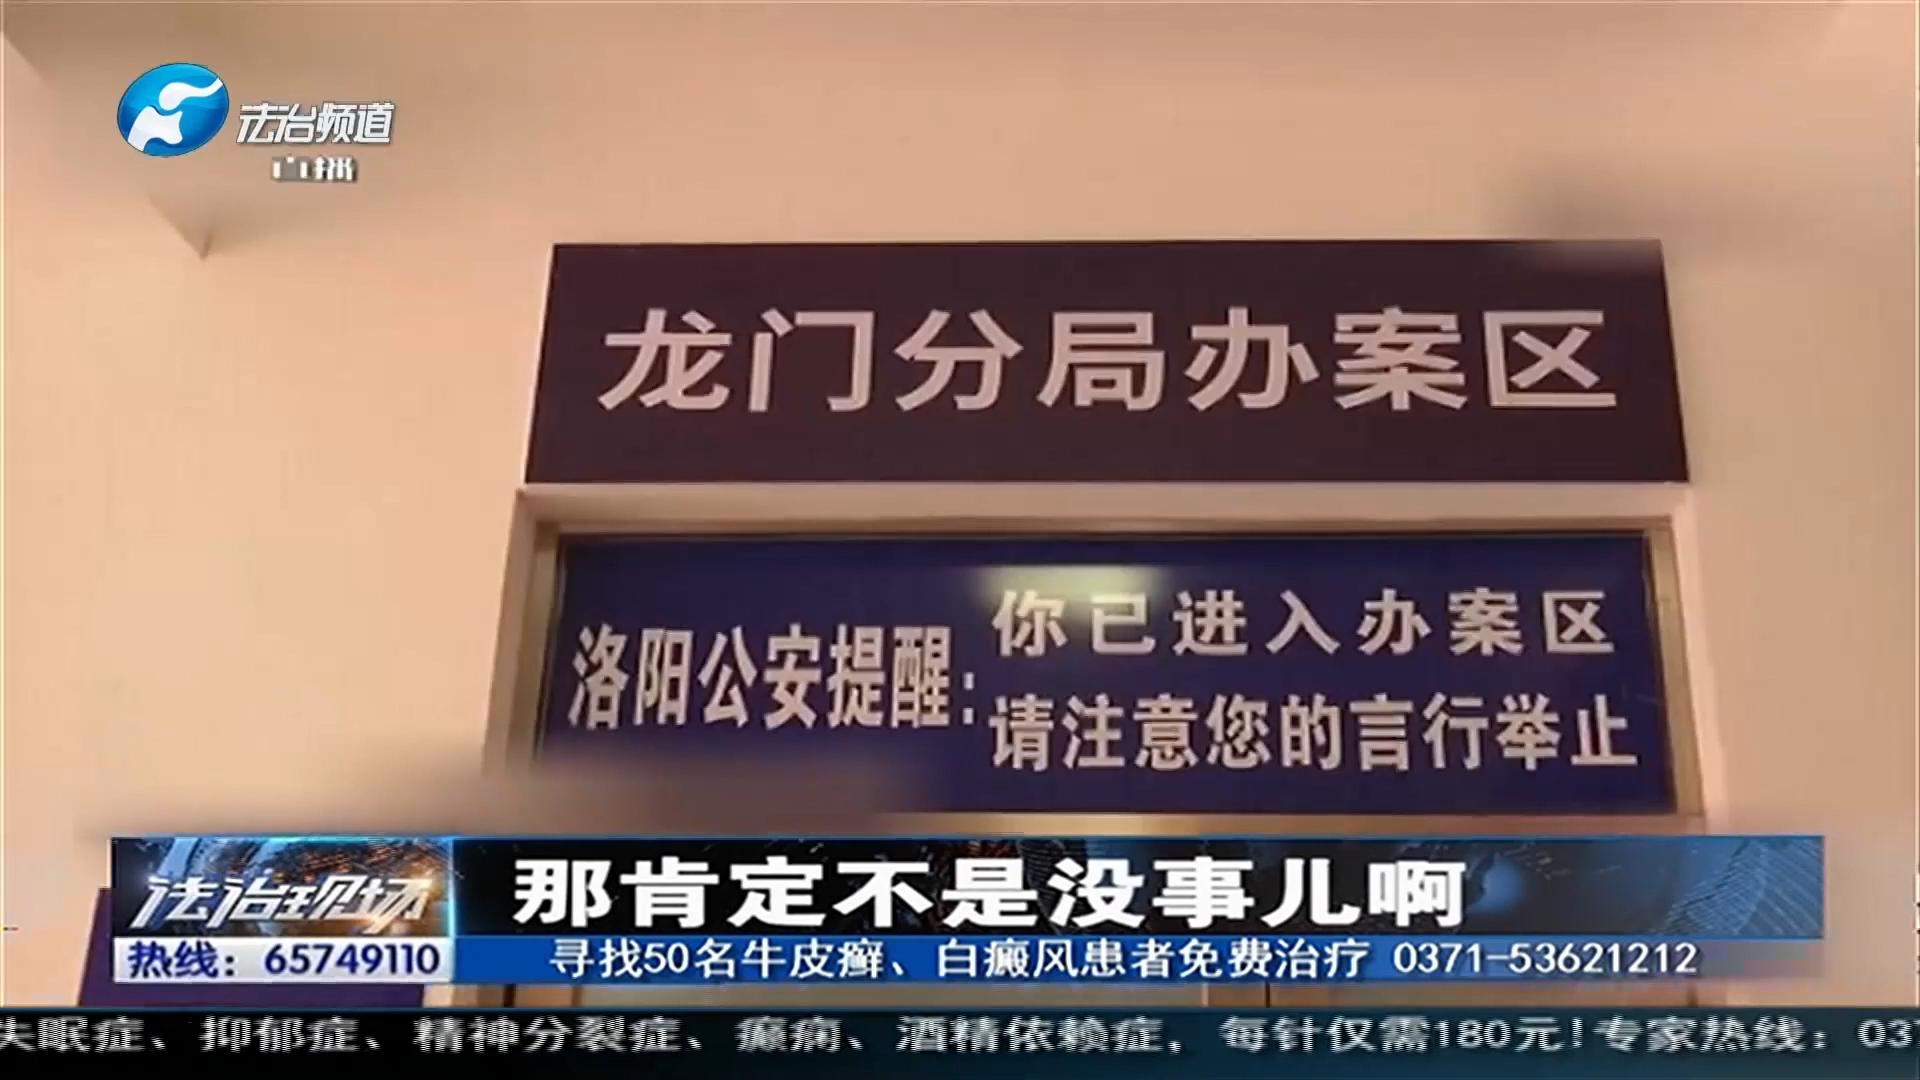 法治频道
直播
龙门分局办案区
洛阳公安提醒:
你已进入办案区
请注意您的言行举止
法治现场
那肯定不是没事儿啊
热线：65749110
寻找50名牛皮癣、白癜风患者免费治疗 0371-53621212
失眠症、抑郁症、精神分裂症、癫痫、酒精依赖症，每针仅需180元！专家热线：037